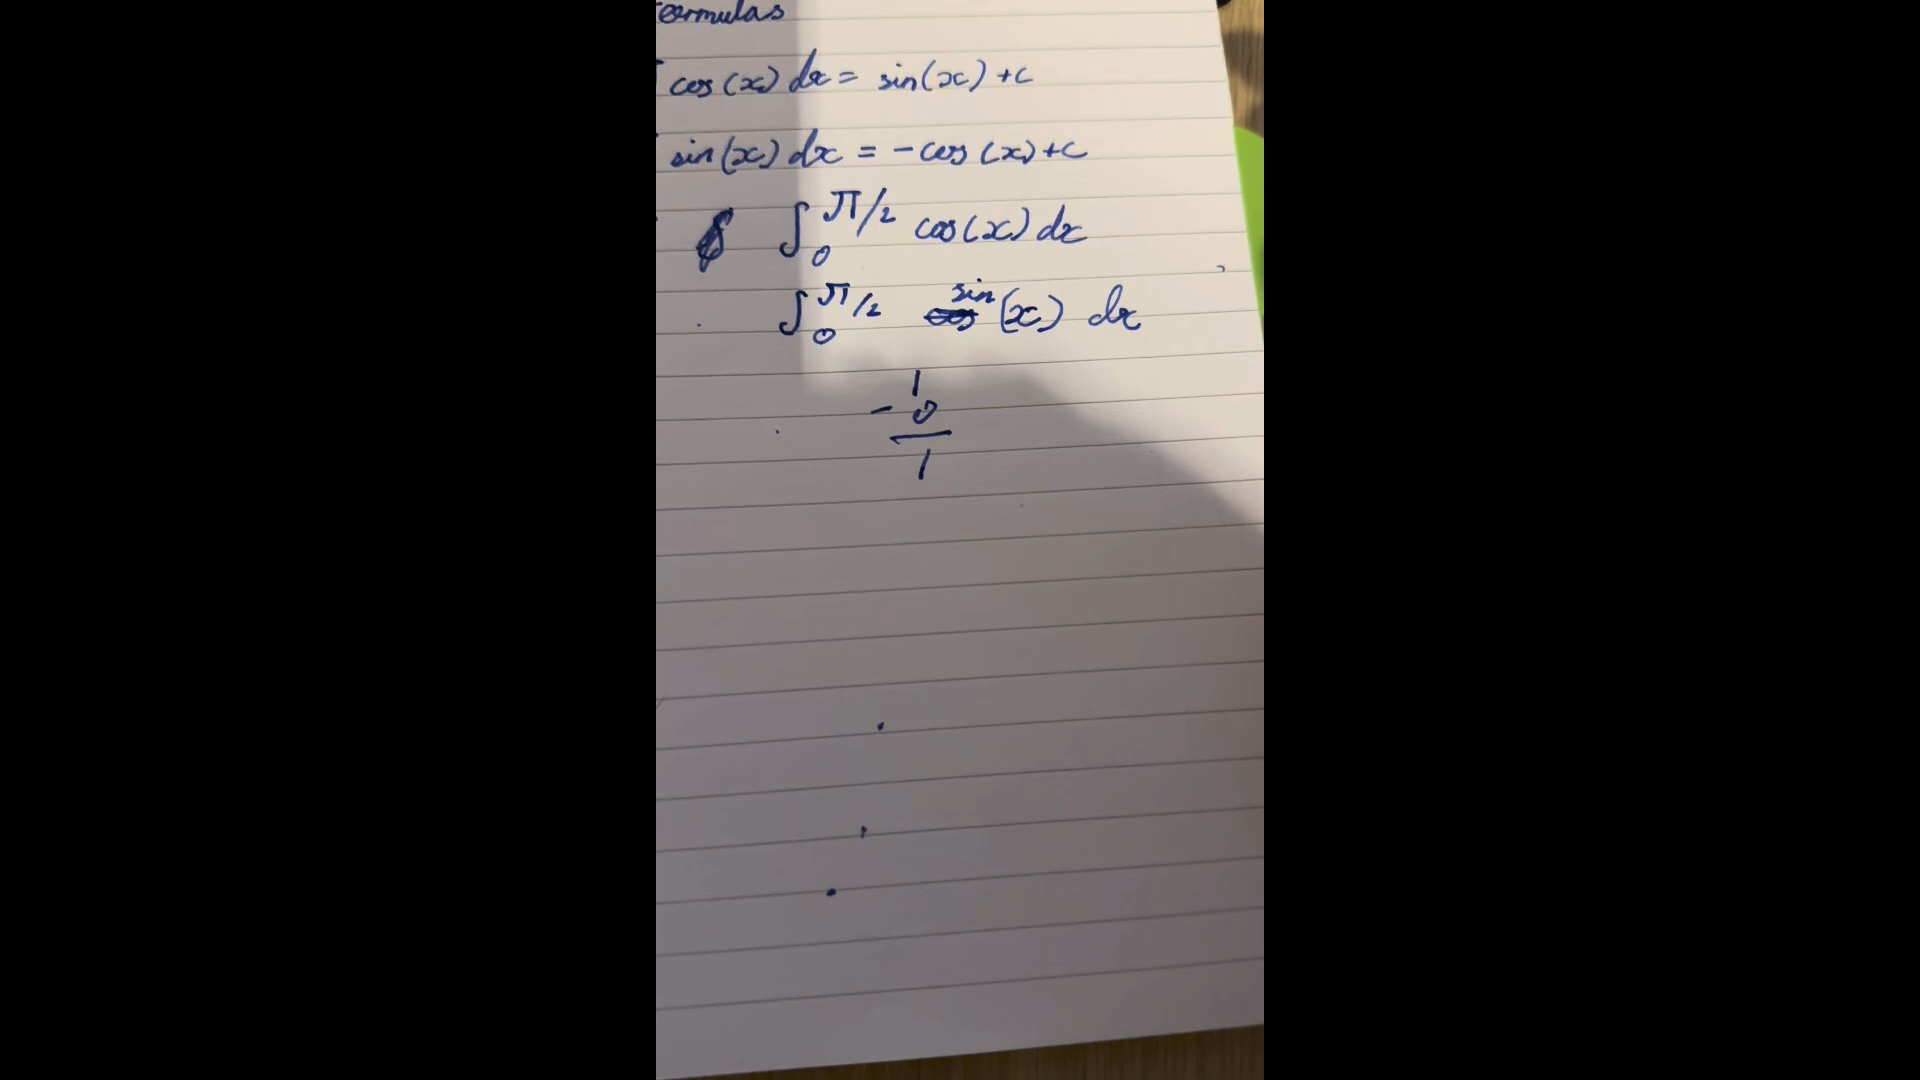 Formulas
∫ cos(x) dx = sin(x) + c
∫ sin(x) dx = -cos(x) + c
∫₀^π/2 cos(x) dx
∫₀^π/2 sin(x) dx
1
- 0
1